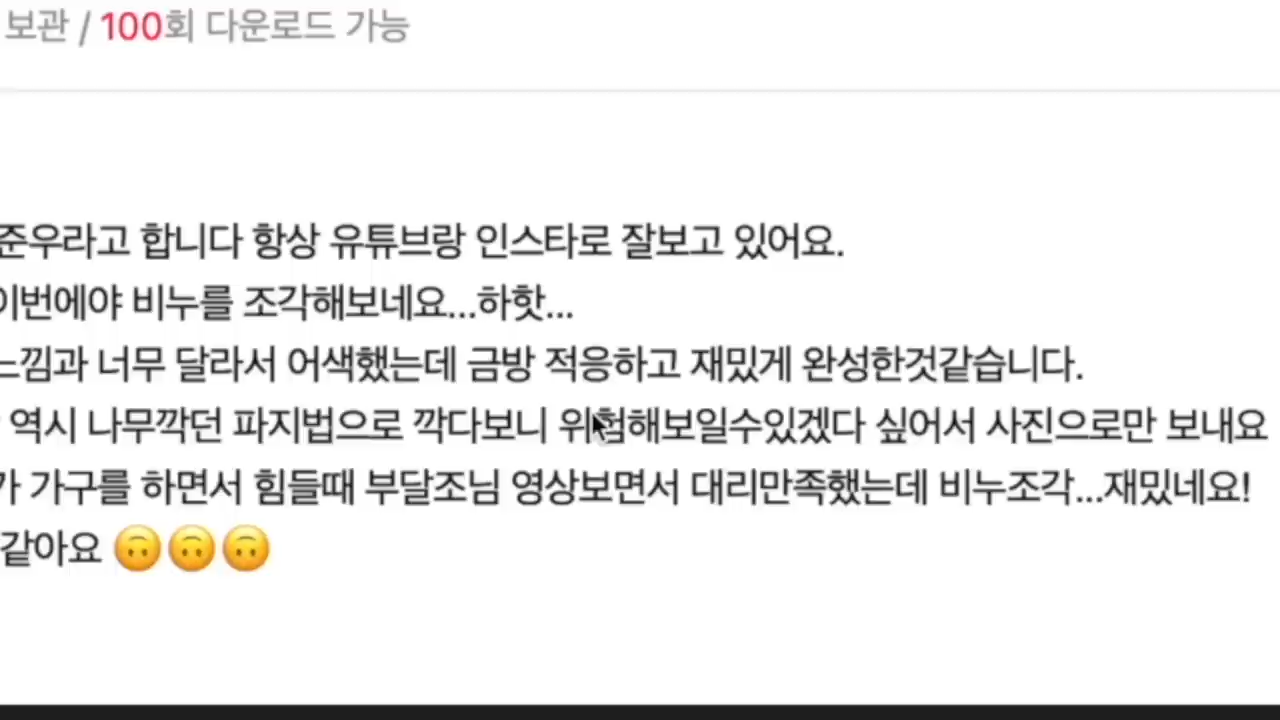 보관 / 100회 다운로드 가능
준우라고 합니다 항상 유튜브랑 인스타로 잘보고 있어요.
이번에야 비누를 조각해보네요...하핫...
느낌과 너무 달라서 어색했는데 금방 적응하고 재밌게 완성한것같습니다.
역시 나무깍던 파지법으로 깍다보니 위험해보일수있겠다 싶어서 사진으로만 보내요
가 가구를 하면서 힘들때 부달조님 영상보면서 대리만족했는데 비누조각...재밌네요!
같아요 🙃🙃🙃